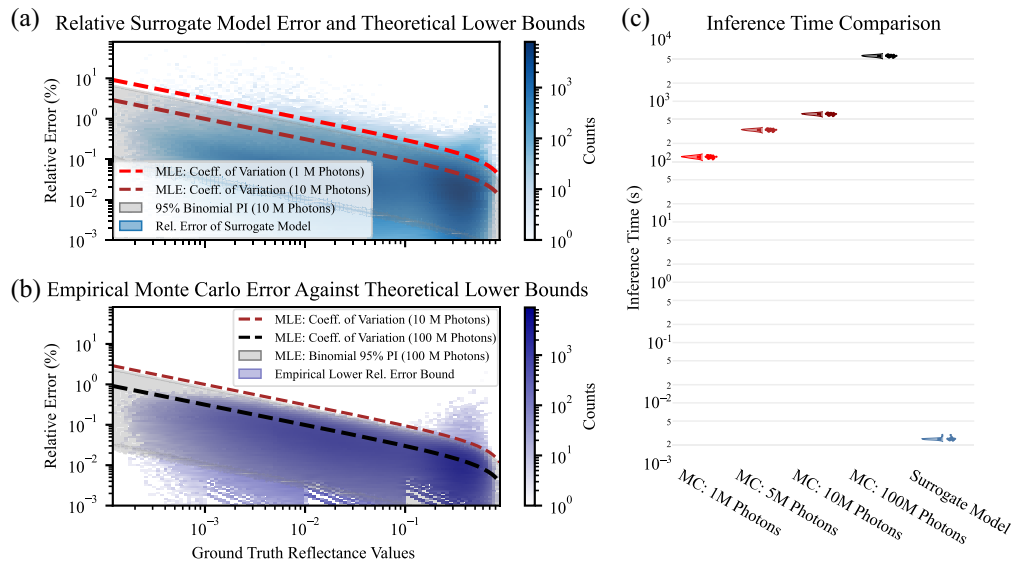 (a)
Relative Surrogate Model Error and Theoretical Lower Bounds
Relative Error (%)
10^1
10^0
10^-1
10^-2
10^-3
MLE: Coeff. of Variation (1 M Photons)
MLE: Coeff. of Variation (10 M Photons)
95% Binomial PI (10 M Photons)
Rel. Error of Surrogate Model
10^3
10^2
10^1
10^0
Counts
(b)
Empirical Monte Carlo Error Against Theoretical Lower Bounds
Relative Error (%)
10^1
10^0
10^-1
10^-2
10^-3
MLE: Coeff. of Variation (10 M Photons)
MLE: Coeff. of Variation (100 M Photons)
MLE: Binomial 95% PI (100 M Photons)
Empirical Lower Rel. Error Bound
10^-3
10^-2
10^-1
Ground Truth Reflectance Values
10^3
10^2
10^1
10^0
Counts
(c)
Inference Time Comparison
Inference Time (s)
10^4
5
2
10^3
5
2
10^2
5
2
10^1
5
2
10^0
5
2
10^-1
5
2
10^-2
5
2
10^-3
MC: 1M Photons
MC: 5M Photons
MC: 10M Photons
MC: 100M Photons
Surrogate Model